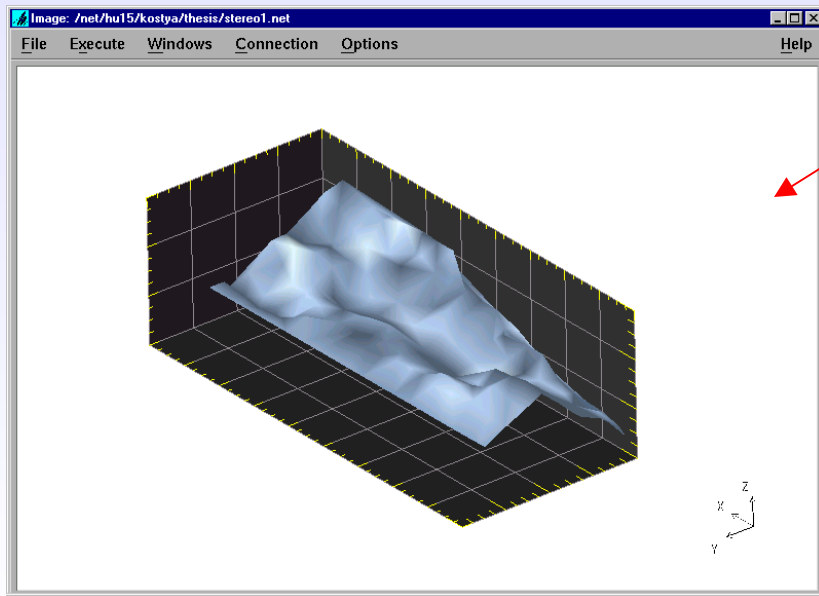 Image: /net/hu15/kostya/thesis/stereo1.net
File Execute Windows Connection Options Help
Z
X
Y